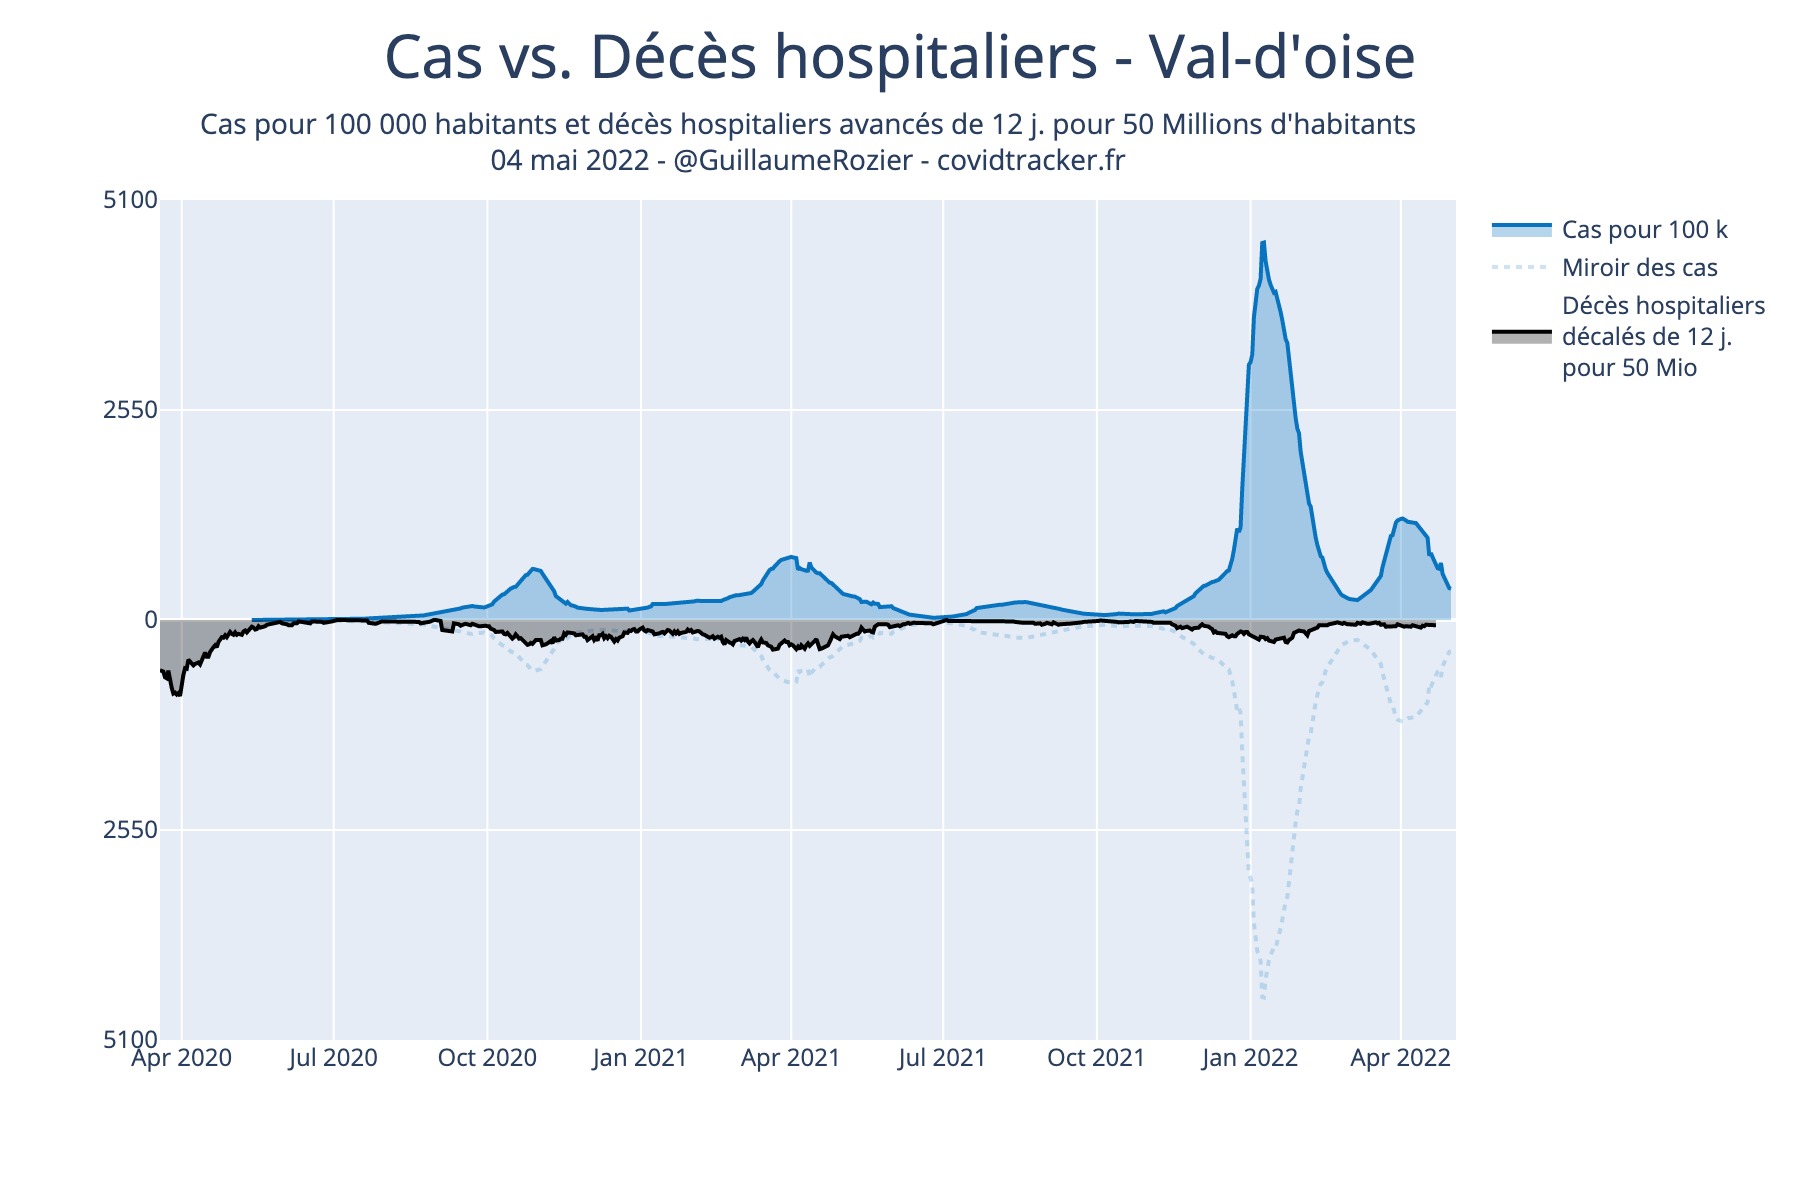 Cas vs. Décès hospitaliers - Val-d'oise
Cas pour 100 000 habitants et décès hospitaliers avancés de 12 j. pour 50 Millions d'habitants
04 mai 2022 - @GuillaumeRozier - covidtracker.fr
5100
2550
0
2550
5100
Apr 2020
Jul 2020
Oct 2020
Jan 2021
Apr 2021
Jul 2021
Oct 2021
Jan 2022
Apr 2022
Cas pour 100 k
Miroir des cas
Décès hospitaliers
décalés de 12 j.
pour 50 Mio